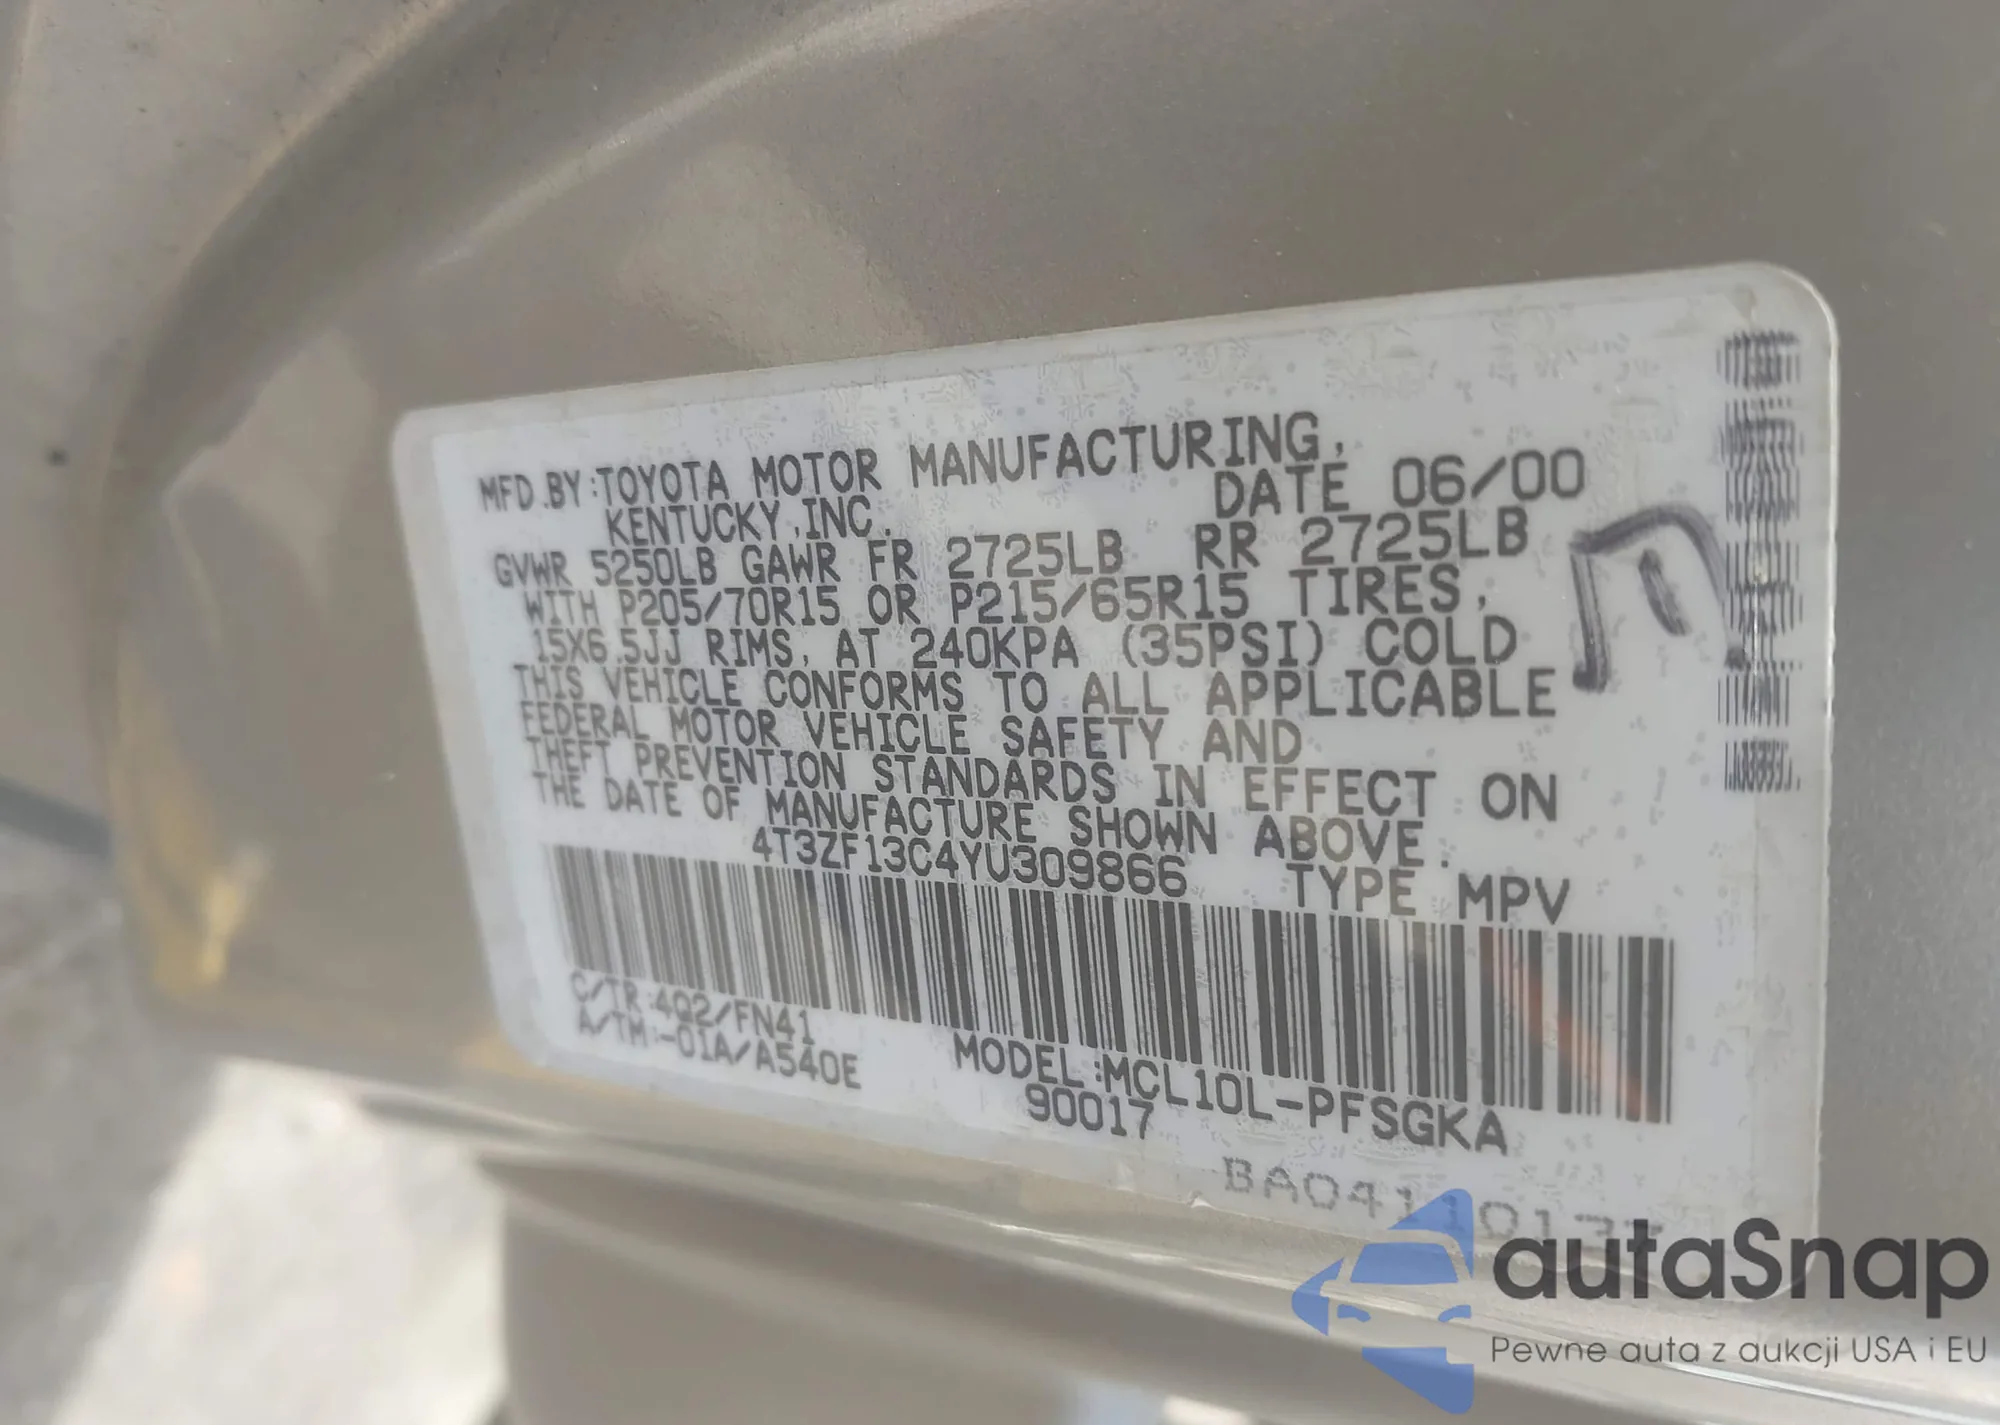 MFD.BY:TOYOTA MOTOR MANUFACTURING,
KENTUCKY,INC. DATE 06/00
GVWR 5250LB GAWR FR 2725LB RR 2725LB
WITH P205/70R15 OR P215/65R15 TIRES,
15X6.5JJ RIMS, AT 240KPA (35PSI) COLD
THIS VEHICLE CONFORMS TO ALL APPLICABLE
FEDERAL MOTOR VEHICLE SAFETY AND
THEFT PREVENTION STANDARDS IN EFFECT ON
THE DATE OF MANUFACTURE SHOWN ABOVE.
4T3ZF13C4YU309866 TYPE MPV
C/TR:4Q2/FN41
A/TM:-01A/A540E
MODEL:MCL10L-PFSGKA
90017
autaSnap
Pewne auta z aukcji USA i EU